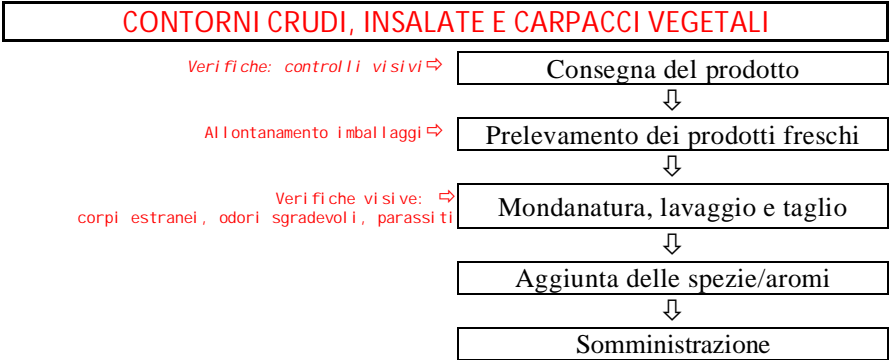 CONTORNI CRUDI, INSALATE E CARPACCI VEGETALI
Verifiche: controlli visivi⇨
Consegna del prodotto
⇩
Allontanamento imballaggi⇨
Prelevamento dei prodotti freschi
⇩
Verifiche visive: ⇨
corpi estranei, odori sgradevoli, parassiti
Mondanatura, lavaggio e taglio
⇩
Aggiunta delle spezie/aromi
⇩
Somministrazione